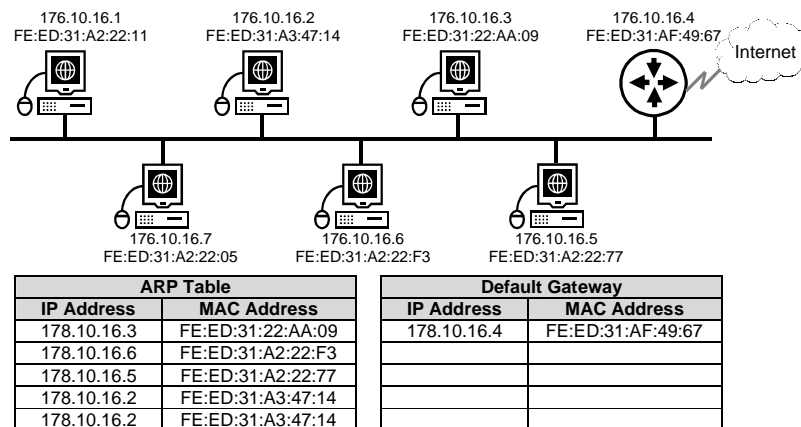 176.10.16.1
FE:ED:31:A2:22:11
176.10.16.2
FE:ED:31:A3:47:14
176.10.16.3
FE:ED:31:22:AA:09
176.10.16.4
FE:ED:31:AF:49:67
Internet
176.10.16.7
FE:ED:31:A2:22:05
176.10.16.6
FE:ED:31:A2:22:F3
176.10.16.5
FE:ED:31:A2:22:77
ARP Table
IP Address MAC Address
178.10.16.3 FE:ED:31:22:AA:09
178.10.16.6 FE:ED:31:A2:22:F3
178.10.16.5 FE:ED:31:A2:22:77
178.10.16.2 FE:ED:31:A3:47:14
178.10.16.2 FE:ED:31:A3:47:14
Default Gateway
IP Address MAC Address
178.10.16.4 FE:ED:31:AF:49:67